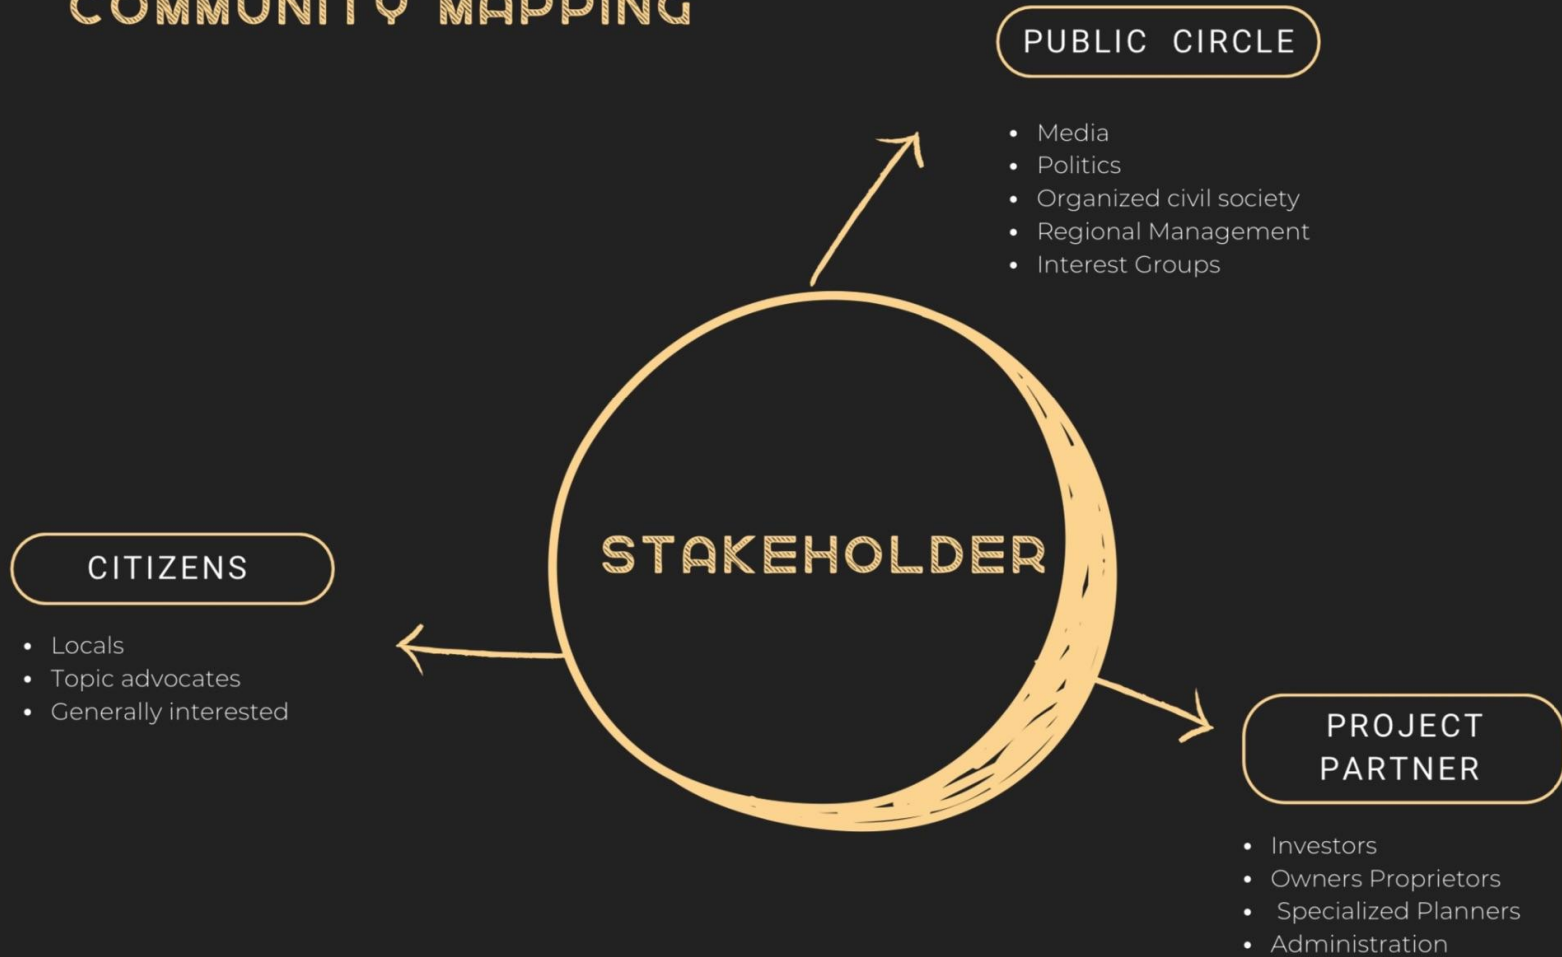 COMMUNITY MAPPING
PUBLIC CIRCLE
Media
Politics
Organized civil society
Regional Management
Interest Groups
STAKEHOLDER
CITIZENS
Locals
Topic advocates
Generally interested
PROJECT
PARTNER
Investors
Owners Proprietors
Specialized Planners
Administration